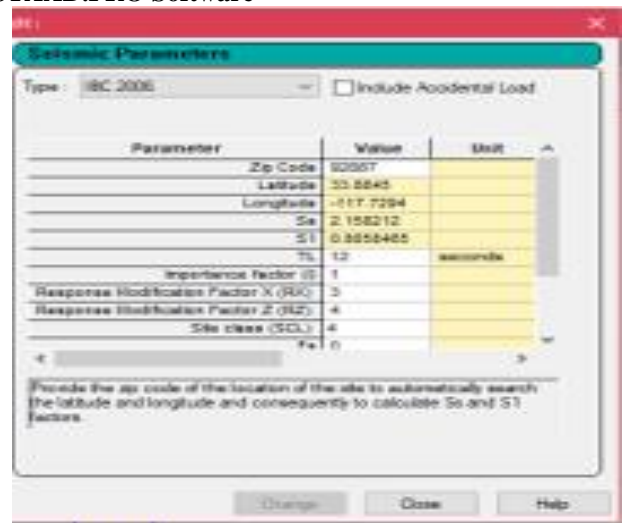 STAAD.PRO Software
Edit :
Seismic Parameters
Type : IBC 2006 Include Accidental Load
Parameter Value Unit
Zip Code
Latitude 33.8845
Longitude -117.7294
Ss 2.158212
S1
TL 12 seconds
Importance factor (I) 1
Response Modification Factor X (RX) 3
Response Modification Factor Z (RZ) 4
Site class (SCL) 4
Fa 0
Provide the zip code of the location of the site to automatically search
the latitude and longitude and consequently to calculate Ss and S1
factors.
Change Close Help